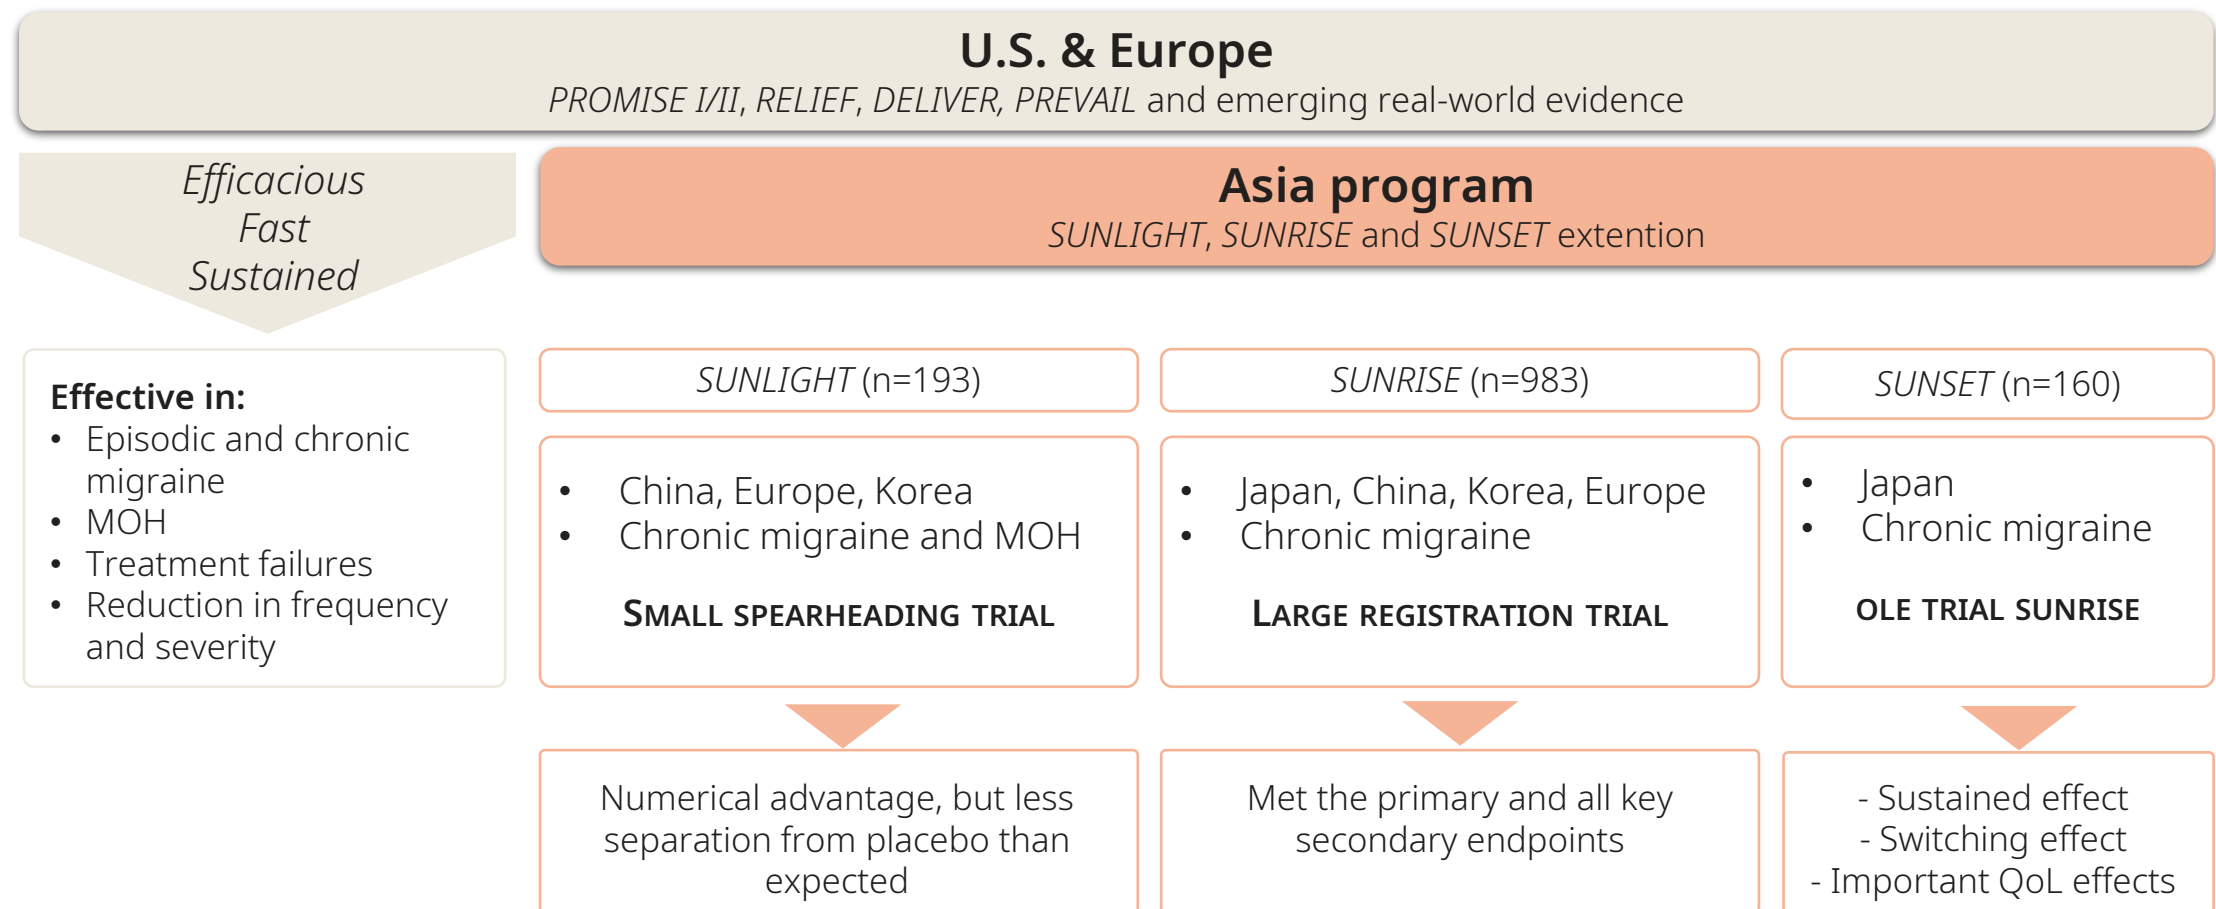 U.S. & Europe
PROMISE I/II, RELIEF, DELIVER, PREVAIL and emerging real-world evidence
Efficacious
Fast
Sustained
Asia program
SUNLIGHT, SUNRISE and SUNSET extention
Effective in:
• Episodic and chronic
migraine
• MOH
• Treatment failures
• Reduction in frequency
and severity
SUNLIGHT (n=193)
• China, Europe, Korea
• Chronic migraine and MOH
SMALL SPEARHEADING TRIAL
Numerical advantage, but less
separation from placebo than
expected
SUNRISE (n=983)
• Japan, China, Korea, Europe
• Chronic migraine
LARGE REGISTRATION TRIAL
Met the primary and all key
secondary endpoints
SUNSET (n=160)
• Japan
• Chronic migraine
OLE TRIAL SUNRISE
- Sustained effect
- Switching effect
- Important QoL effects